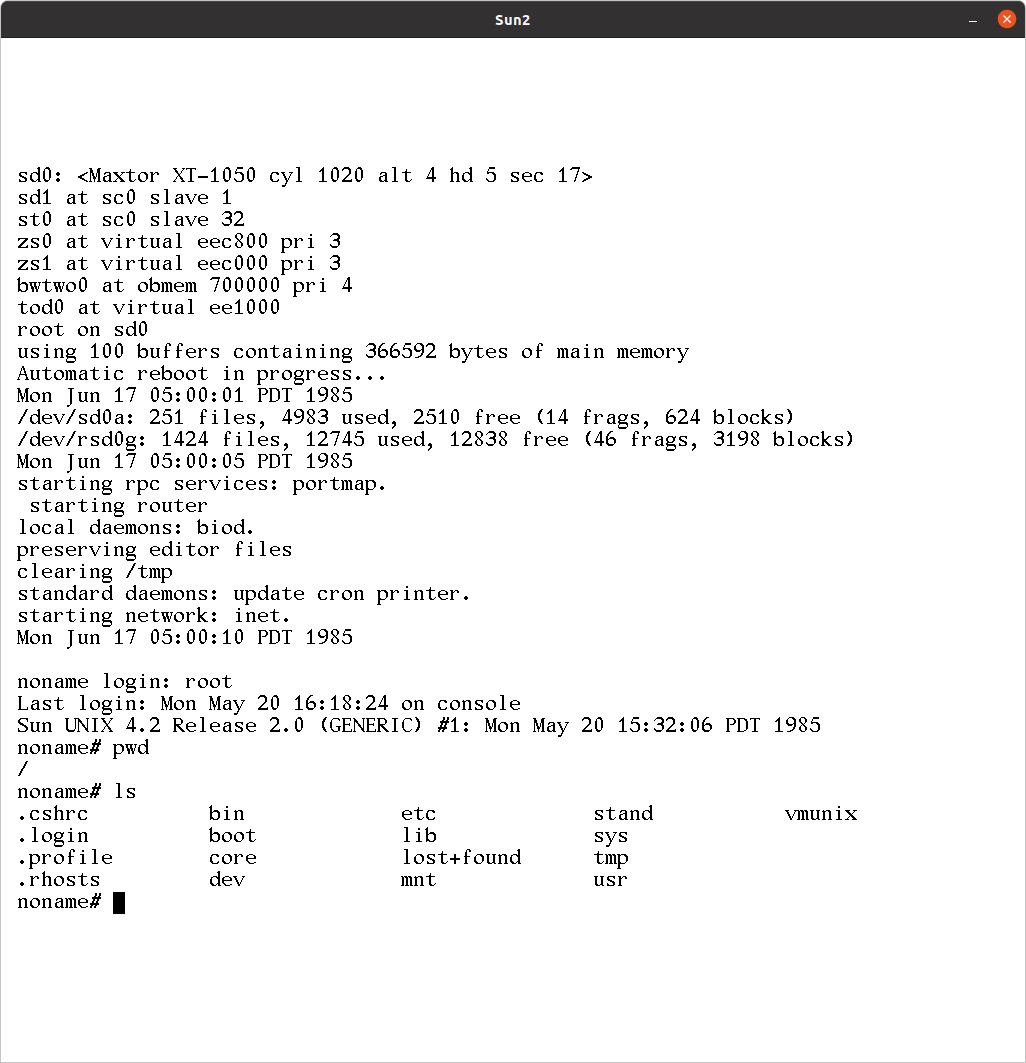 Sun2
sd0: <Maxtor XT-1050 cyl 1020 alt 4 hd 5 sec 17>
sd1 at sc0 slave 1
st0 at sc0 slave 32
zs0 at virtual eec800 pri 3
zs1 at virtual eec000 pri 3
bwtwo0 at obmem 700000 pri 4
tod0 at virtual ee1000
root on sd0
using 100 buffers containing 366592 bytes of main memory
Automatic reboot in progress...
Mon Jun 17 05:00:01 PDT 1985
/dev/sd0a: 251 files, 4983 used, 2510 free (14 frags, 624 blocks)
/dev/rsd0g: 1424 files, 12745 used, 12838 free (46 frags, 3198 blocks)
Mon Jun 17 05:00:05 PDT 1985
starting rpc services: portmap.
 starting router
local daemons: biod.
preserving editor files
clearing /tmp
standard daemons: update cron printer.
starting network: inet.
Mon Jun 17 05:00:10 PDT 1985

noname login: root
Last login: Mon May 20 16:18:24 on console
Sun UNIX 4.2 Release 2.0 (GENERIC) #1: Mon May 20 15:32:06 PDT 1985
noname# pwd
/
noname# ls
.cshrc          bin             etc             stand           vmunix
.login          boot            lib             sys
.profile        core            lost+found      tmp
.rhosts         dev             mnt             usr
noname#